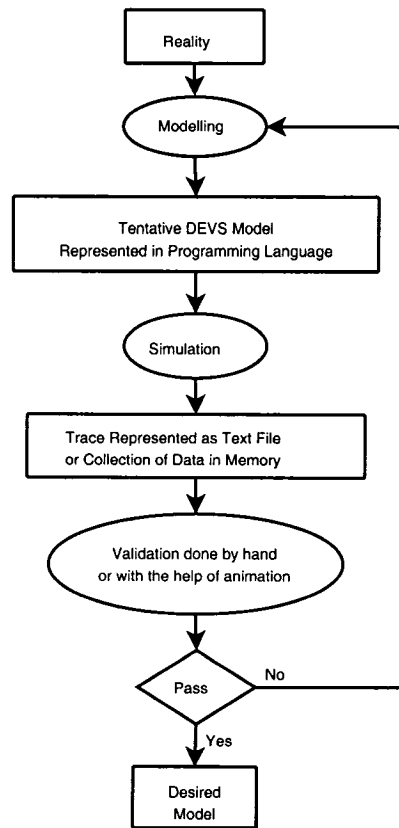 Reality
Modelling
Tentative DEVS Model
Represented in Programming Language
Simulation
Trace Represented as Text File
or Collection of Data in Memory
Validation done by hand
or with the help of animation
Pass
No
Yes
Desired
Model